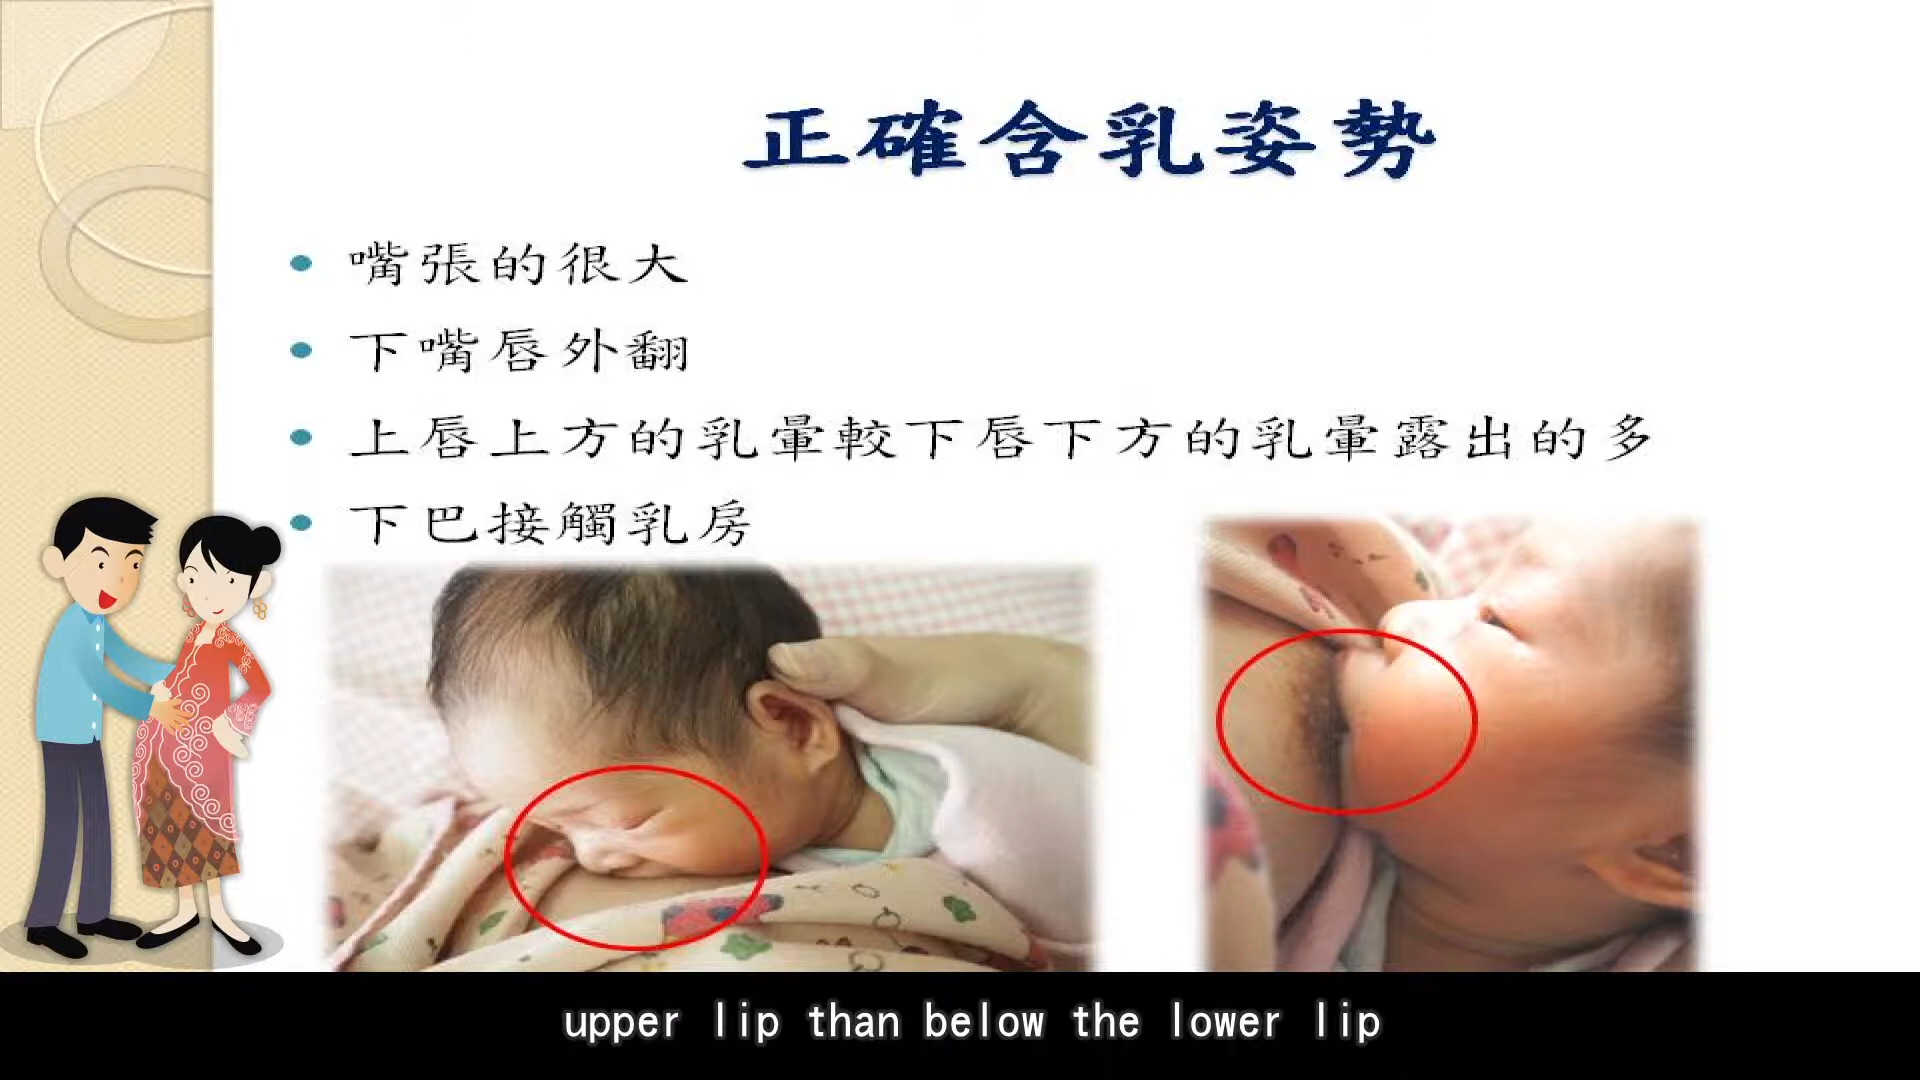 正確含乳姿勢
嘴張的很大
下嘴唇外翻
上唇上方的乳暈較下唇下方的乳暈露出的多
下巴接觸乳房
upper lip than below the lower lip